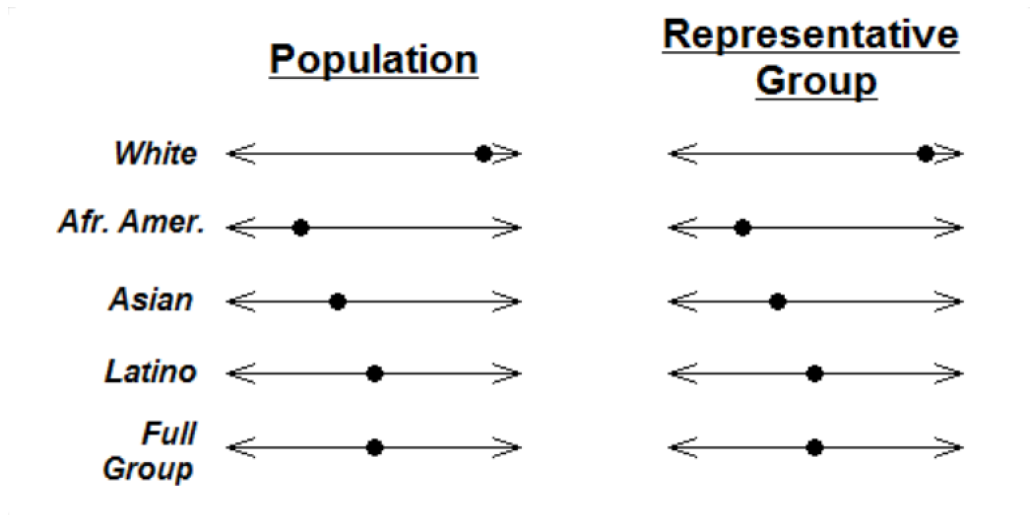 Population
Representative
Group
White
Afr. Amer.
Asian
Latino
Full
Group